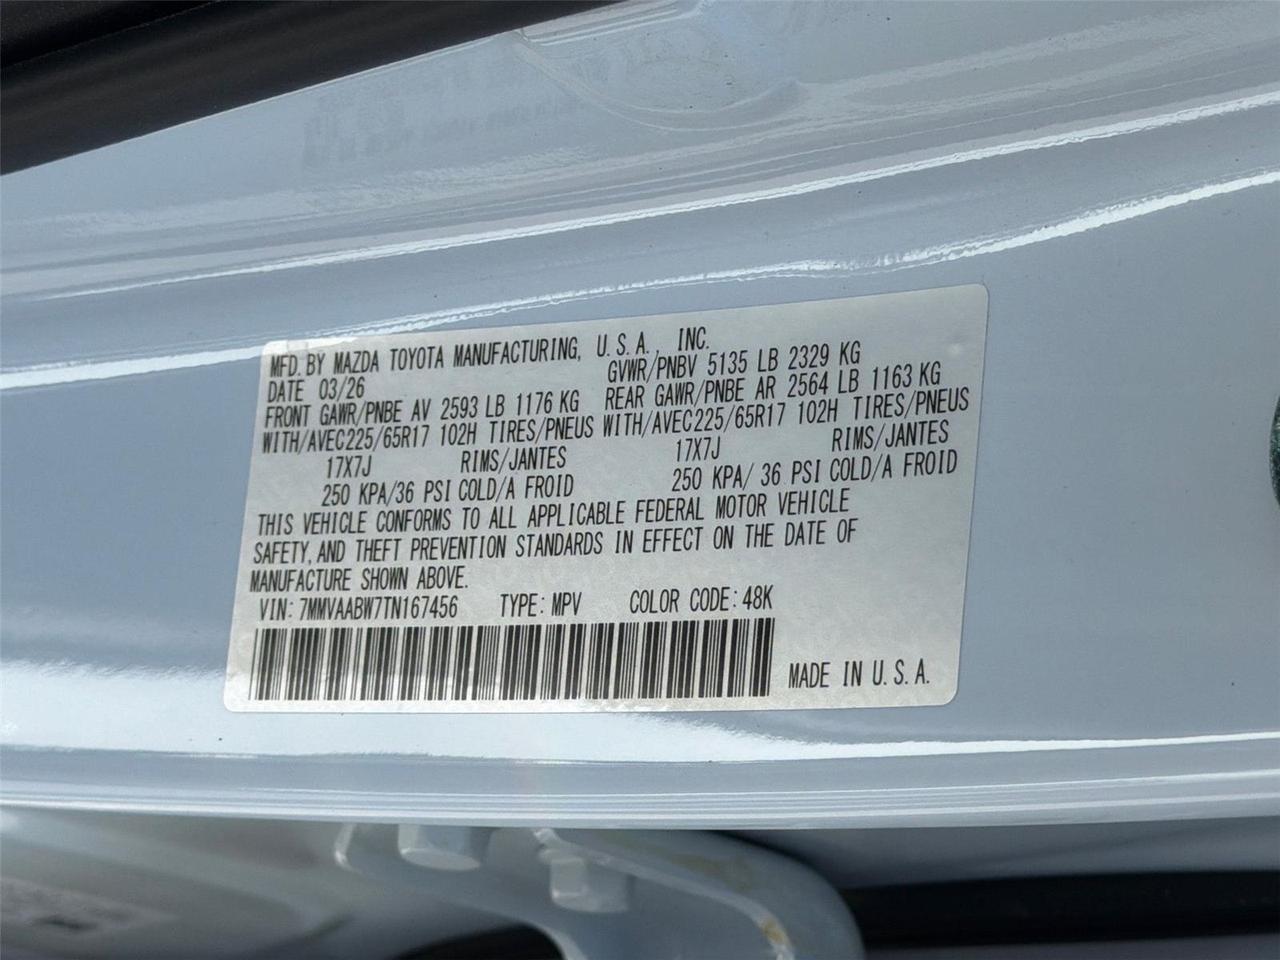 MFD. BY MAZDA TOYOTA MANUFACTURING, U.S.A., INC.
DATE 03/26 GVWR/PNBV 5135 LB 2329 KG
FRONT GAWR/PNBE AV 2593 LB 1176 KG REAR GAWR/PNBE AR 2564 LB 1163 KG
WITH/AVEC225/65R17 102H TIRES/PNEUS WITH/AVEC225/65R17 102H TIRES/PNEUS
17X7J RIMS/JANTES 17X7J RIMS/JANTES
250 KPA/36 PSI COLD/A FROID 250 KPA/ 36 PSI COLD/A FROID
THIS VEHICLE CONFORMS TO ALL APPLICABLE FEDERAL MOTOR VEHICLE
SAFETY, AND THEFT PREVENTION STANDARDS IN EFFECT ON THE DATE OF
MANUFACTURE SHOWN ABOVE.
VIN: 7MMVAABW7TN167456 TYPE: MPV COLOR CODE: 48K
MADE IN U.S.A.